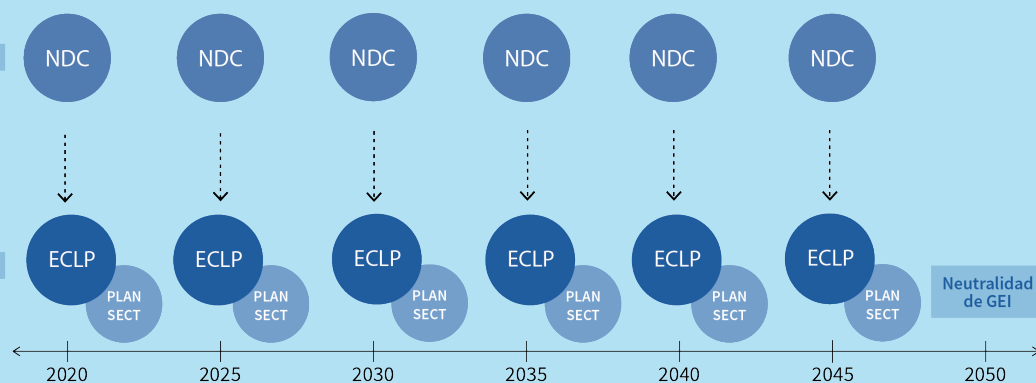 NDC NDC NDC NDC NDC NDC
ECLP ECLP ECLP ECLP ECLP ECLP
PLAN SECT
PLAN SECT
PLAN SECT
PLAN SECT
PLAN SECT
PLAN SECT
Neutralidad
de GEI
2020 2025 2030 2035 2040 2045 2050